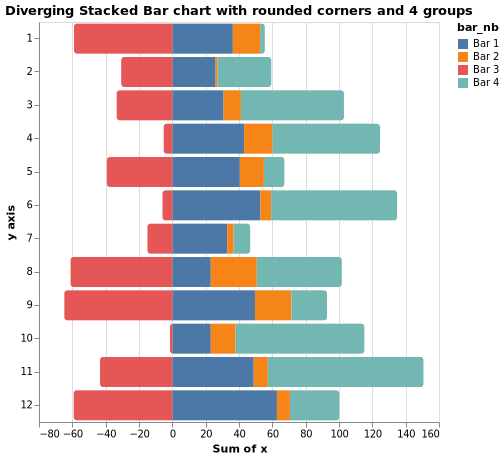 Diverging Stacked Bar chart with rounded corners and 4 groups
bar_nb
Bar 1
Bar 2
Bar 3
Bar 4
y axis
1
2
3
4
5
6
7
8
9
10
11
12
−80 −60 −40 −20 0 20 40 60 80 100 120 140 160
Sum of x